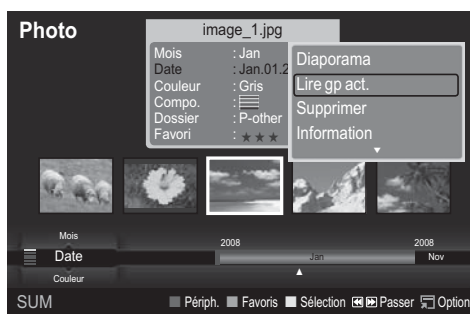 Photo
image_1.jpg
Mois : Jan
Date : Jan.01.2
Couleur : Gris
Compo. :
Dossier : P-other
Favori : ★★★
Diaporama
Lire gp act.
Supprimer
Information
Mois
Date
Couleur
2008
2008
Jan
Nov
SUM
Périph. Favoris Sélection Passer Option